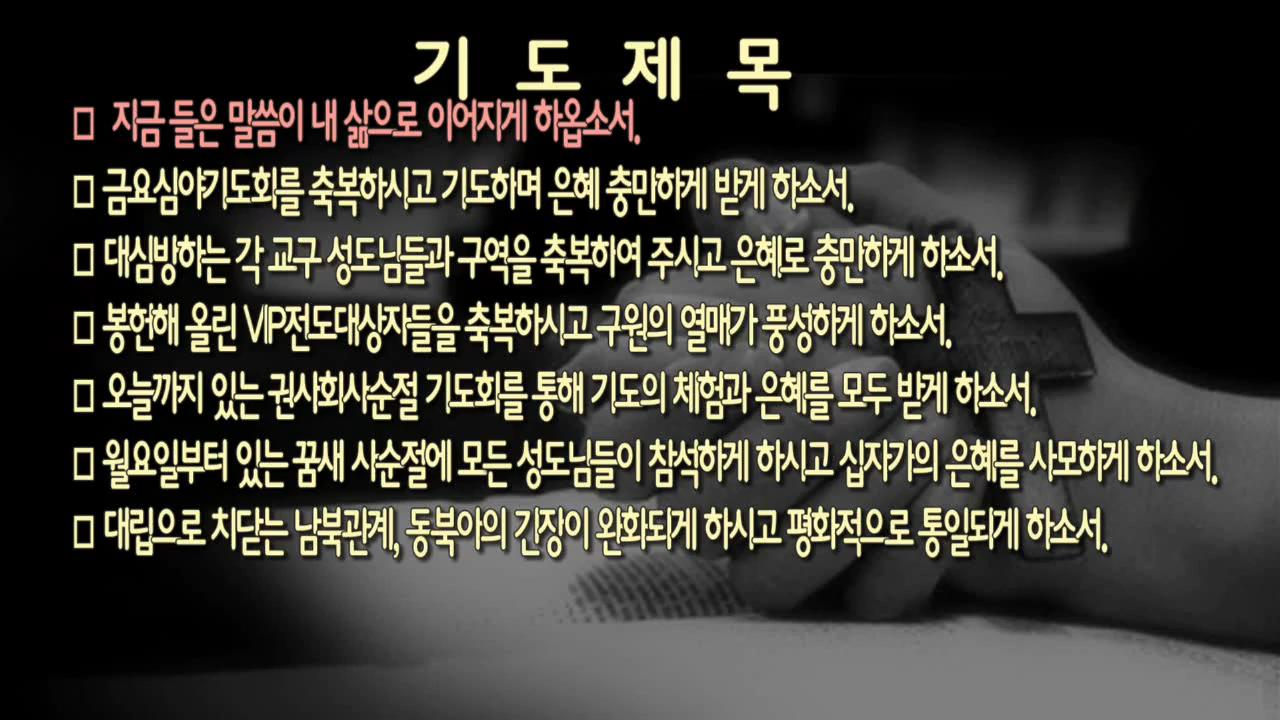 기 도 제 목
□ 지금 들은 말씀이 내 삶으로 이어지게 하옵소서.
□ 금요심야기도회를 축복하시고 기도하며 은혜 충만하게 받게 하소서.
□ 대심방하는 각 교구 성도님들과 구역을 축복하여 주시고 은혜로 충만하게 하소서.
□ 봉헌해 올린 VIP전도대상자들을 축복하시고 구원의 열매가 풍성하게 하소서.
□ 오늘까지 있는 권사회사순절 기도회를 통해 기도의 체험과 은혜를 모두 받게 하소서.
□ 월요일부터 있는 꿈새 사순절에 모든 성도님들이 참석하게 하시고 십자가의 은혜를 사모하게 하소서.
□ 대립으로 치닫는 남북관계, 동북아의 긴장이 완화되게 하시고 평화적으로 통일되게 하소서.